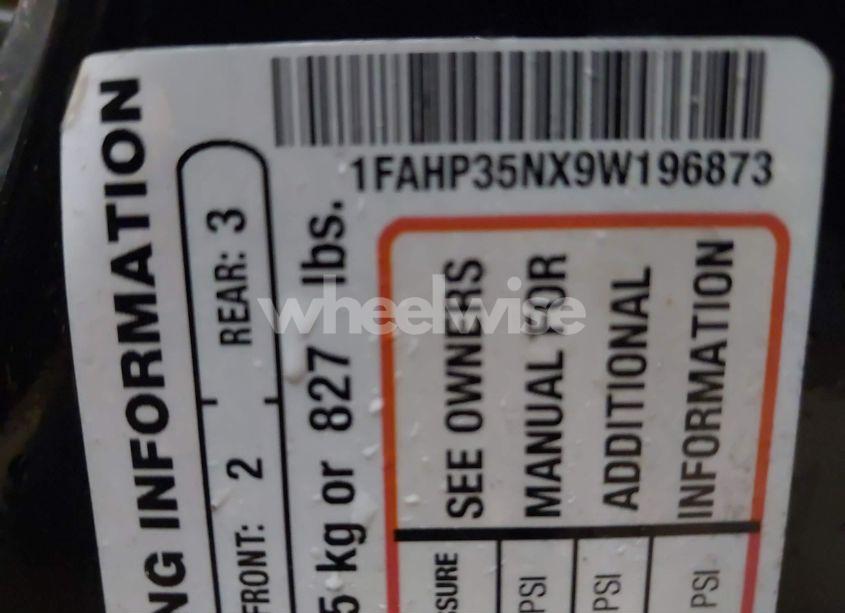 1FAHP35NX9W196873
NG INFORMATION
FRONT: 2 REAR: 3
5 kg or 827 lbs.
SURE SEE OWNERS
PSI MANUAL FOR
PSI ADDITIONAL
PSI INFORMATION
wheelwise